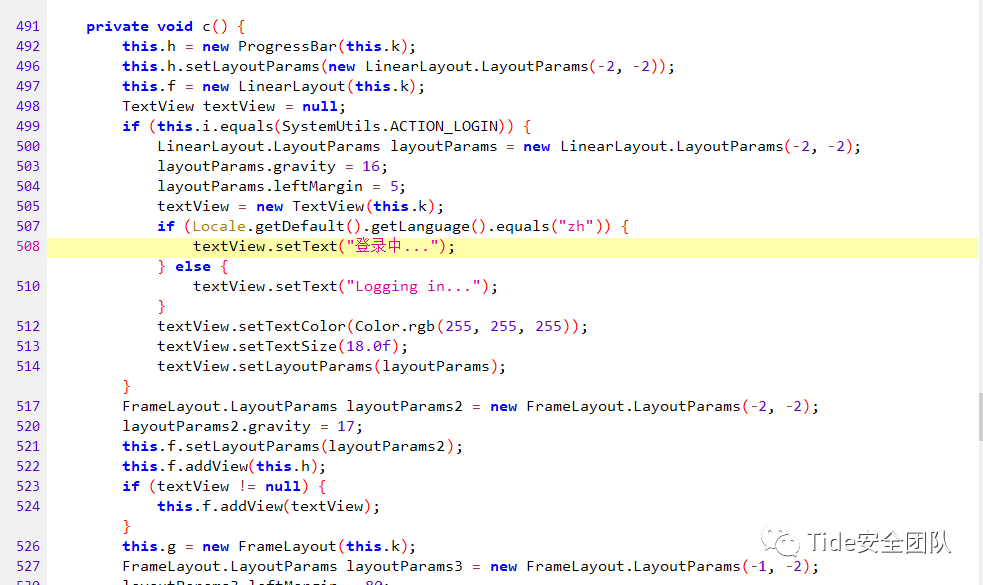 491 private void c() {
492 this.h = new ProgressBar(this.k);
496 this.h.setLayoutParams(new LinearLayout.LayoutParams(-2, -2));
497 this.f = new LinearLayout(this.k);
498 TextView textView = null;
499 if (this.i.equals(SystemUtils.ACTION_LOGIN)) {
500 LinearLayout.LayoutParams layoutParams = new LinearLayout.LayoutParams(-2, -2);
503 layoutParams.gravity = 16;
504 layoutParams.leftMargin = 5;
505 textView = new TextView(this.k);
507 if (Locale.getDefault().getLanguage().equals("zh")) {
508 textView.setText("登录中...");
} else {
510 textView.setText("Logging in...");
}
512 textView.setTextColor(Color.rgb(255, 255, 255));
513 textView.setTextSize(18.0f);
514 textView.setLayoutParams(layoutParams);
}
517 FrameLayout.LayoutParams layoutParams2 = new FrameLayout.LayoutParams(-2, -2);
520 layoutParams2.gravity = 17;
521 this.f.setLayoutParams(layoutParams2);
522 this.f.addView(this.h);
523 if (textView != null) {
524 this.f.addView(textView);
}
526 this.g = new FrameLayout(this.k);
527 FrameLayout.LayoutParams layoutParams3 = new FrameLayout.LayoutParams(-1, -2);
Tide安全团队